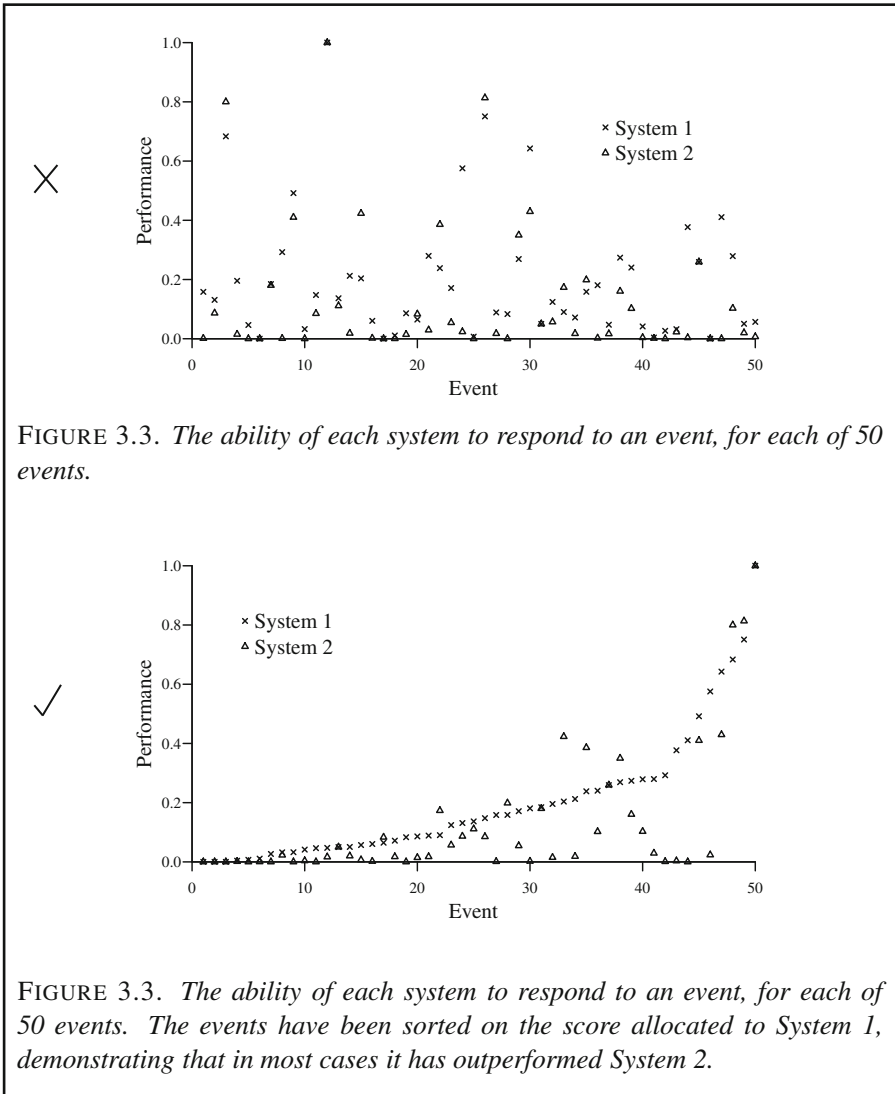 1.0
0.8
0.6
0.4
0.2
0.0
Performance
System 1
System 2
0 10 20 30 40 50
Event
FIGURE 3.3. The ability of each system to respond to an event, for each of 50
events.
1.0
0.8
0.6
0.4
0.2
0.0
Performance
System 1
System 2
0 10 20 30 40 50
Event
FIGURE 3.3. The ability of each system to respond to an event, for each of
50 events. The events have been sorted on the score allocated to System 1,
demonstrating that in most cases it has outperformed System 2.